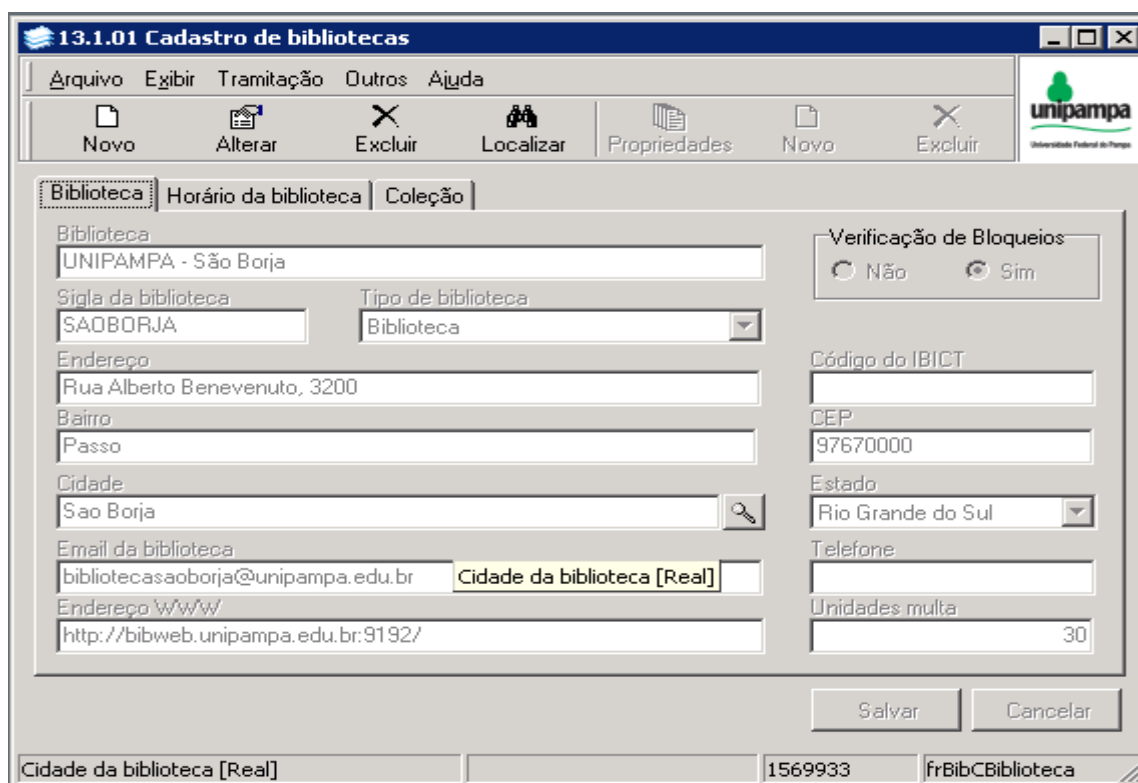 13.1.01 Cadastro de bibliotecas
Arquivo Exibir Tramitação Outros Ajuda
Novo Alterar Excluir Localizar Propriedades Novo Excluir
unipampa
Universidade Federal do Pampa
Biblioteca Horário da biblioteca Coleção
Biblioteca
UNIPAMPA - São Borja
Verificação de Bloqueios
Não Sim
Sigla da biblioteca Tipo de biblioteca
SAOBORJA Biblioteca
Endereço Código do IBICT
Rua Alberto Benevenuto, 3200
Bairro CEP
Passo 97670000
Cidade Estado
Sao Borja Rio Grande do Sul
Email da biblioteca Telefone
bibliotecasaoborja@unipampa.edu.br Cidade da biblioteca [Real]
Endereço WWW Unidades multa
http://bibweb.unipampa.edu.br:9192/ 30
Salvar Cancelar
Cidade da biblioteca [Real] 1569933 frBibCBiblioteca